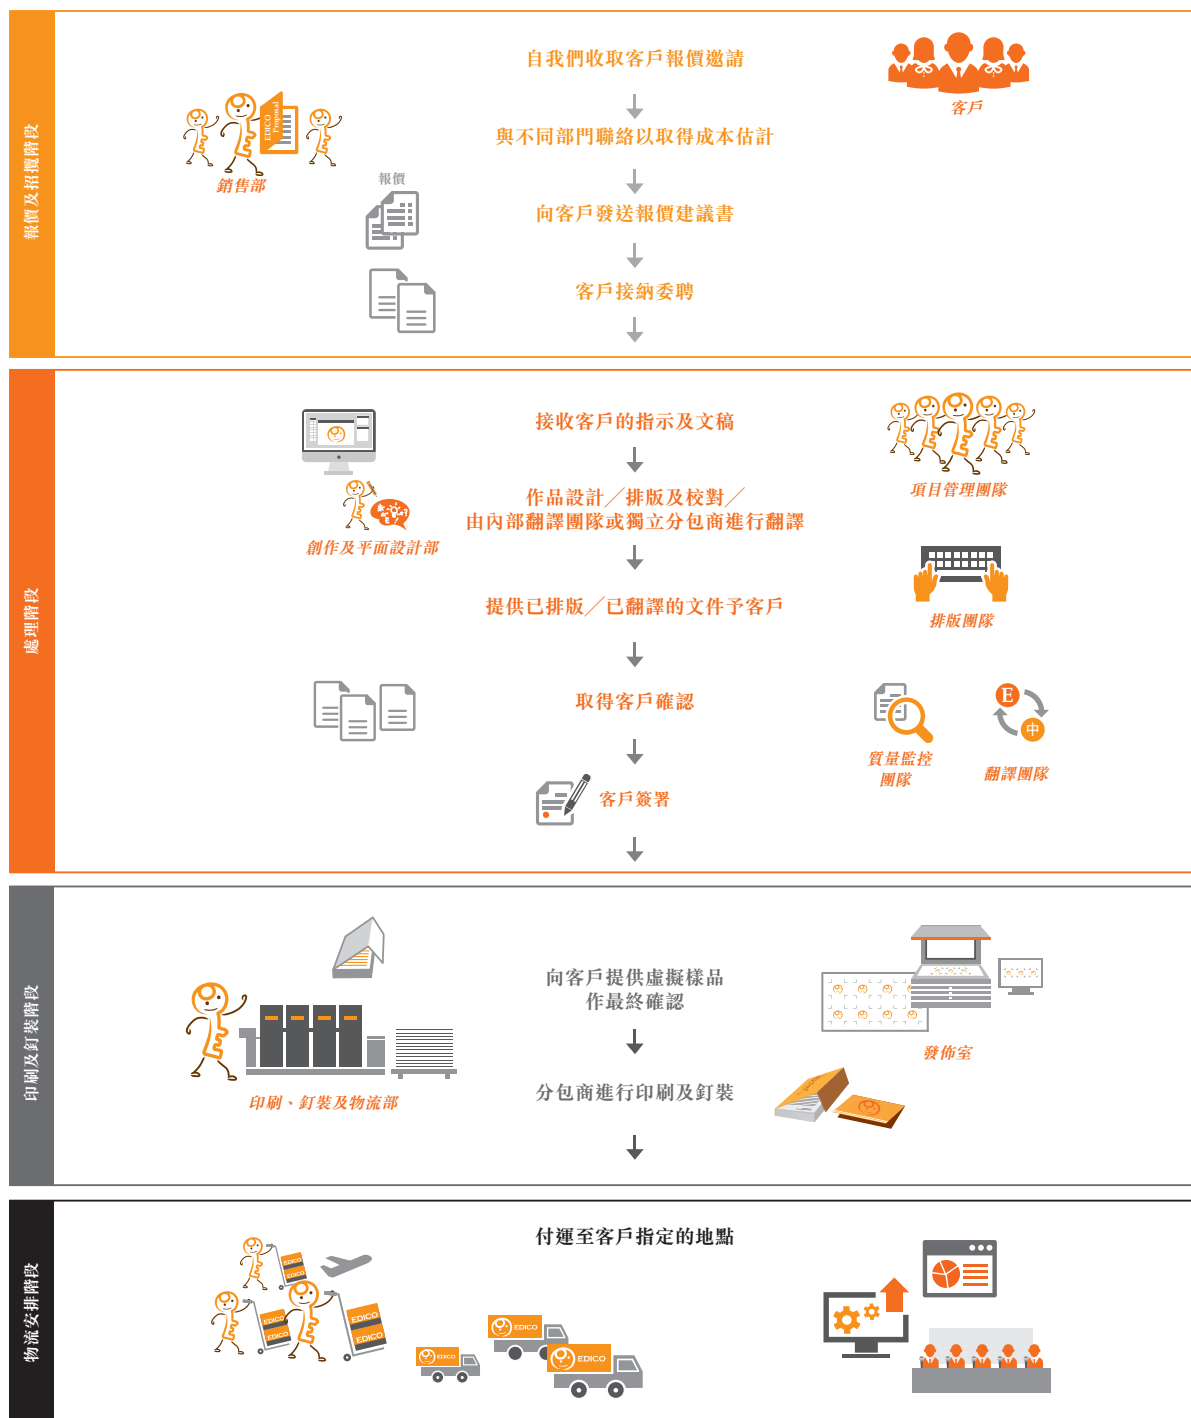 報價及招攬階段
自我們收取客戶報價邀請
客戶
EDICO
Proposal
與不同部門聯絡以取得成本估計
銷售部
報價
向客戶發送報價建議書
客戶接納委聘
處理階段
接收客戶的指示及文稿
項目管理團隊
作品設計╱排版及校對╱
由內部翻譯團隊或獨立分包商進行翻譯
創作及平面設計部
提供已排版╱已翻譯的文件予客戶
排版團隊
取得客戶確認
E
中
質量監控
團隊
翻譯團隊
客戶簽署
印刷及釘裝階段
向客戶提供虛擬樣品
作最終確認
發佈室
分包商進行印刷及釘裝
印刷、釘裝及物流部
物流安排階段
付運至客戶指定的地點
EDICO
EDICO
EDICO
EDICO
EDICO
EDICO
EDICO
EDICO
EDICO